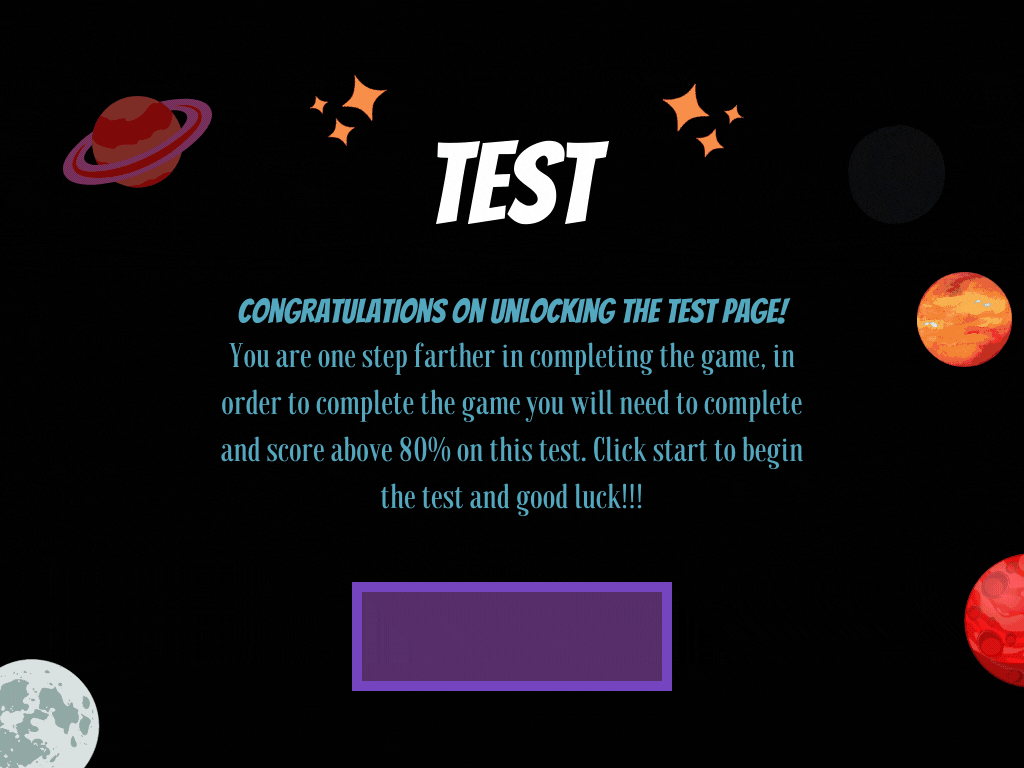 TEST
CONGRATULATIONS ON UNLOCKING THE TEST PAGE!
You are one step farther in completing the game, in
order to complete the game you will need to complete
and score above 80% on this test. Click start to begin
the test and good luck!!!